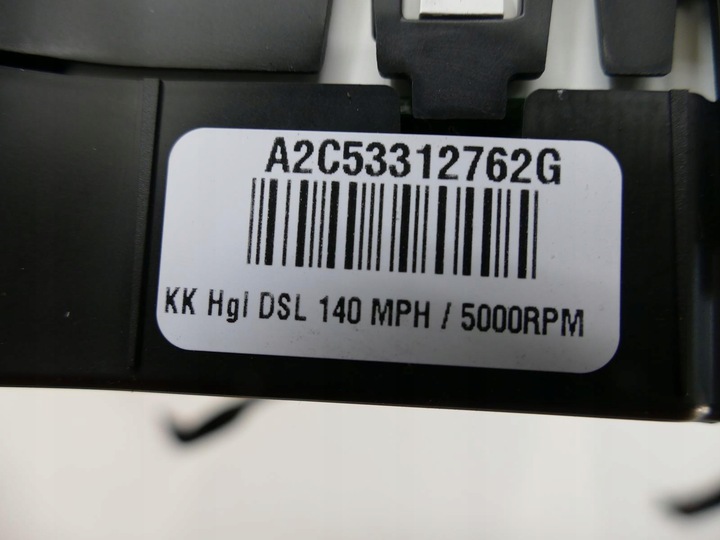 A2C53312762G
KK Hgl DSL 140 MPH / 5000RPM